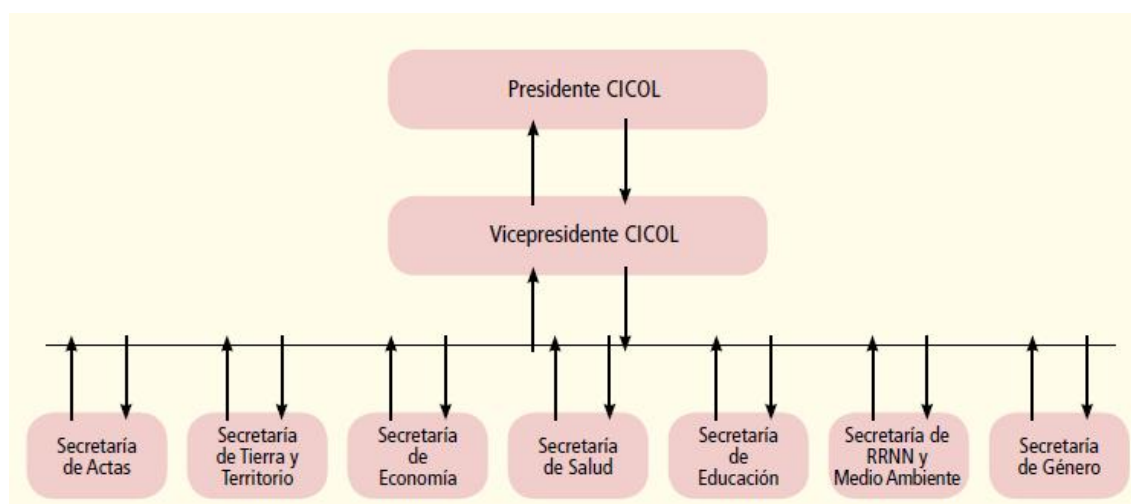 Presidente CICOL
Vicepresidente CICOL
Secretaría
de Actas
Secretaría
de Tierra y
Territorio
Secretaría
de
Economía
Secretaría
de Salud
Secretaría
de
Educación
Secretaría de
RRNN y
Medio Ambiente
Secretaría
de Género